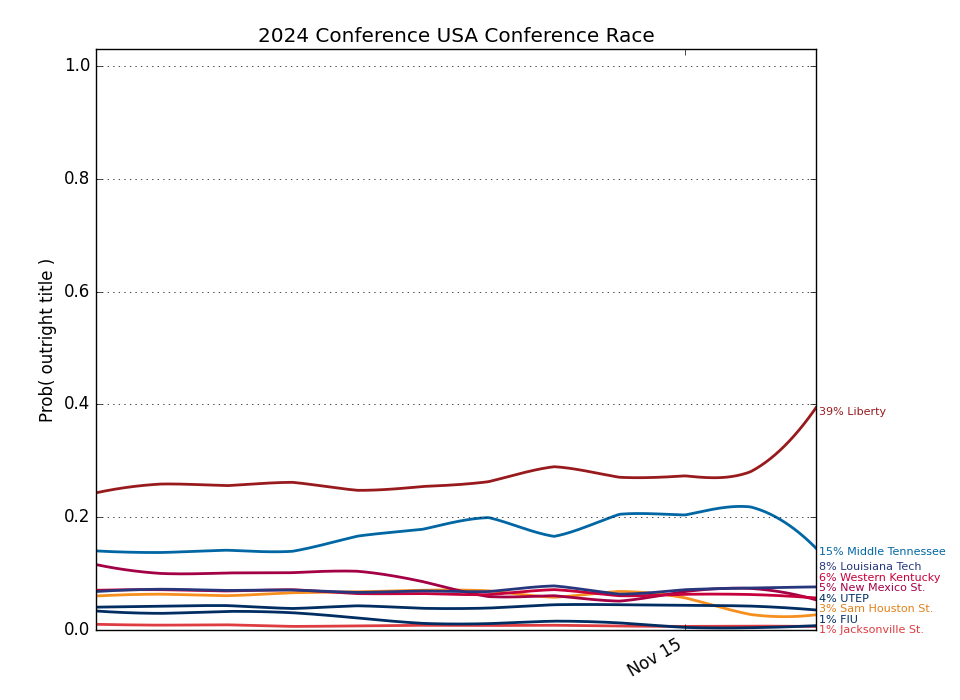 2024 Conference USA Conference Race
1.0
0.8
0.6
0.4
0.2
0.0
Prob( outright title )
Nov 15
39% Liberty
15% Middle Tennessee
8% Louisiana Tech
6% Western Kentucky
5% New Mexico St.
4% UTEP
3% Sam Houston St.
1% FIU
1% Jacksonville St.